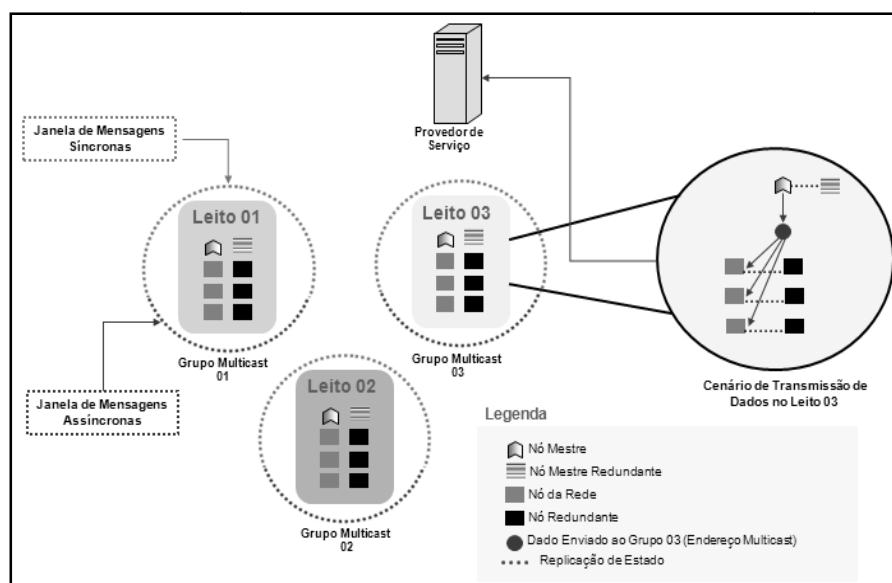 Provedor de
Serviço
Janela de Mensagens
Síncronas
Leito 01
Grupo Multicast
01
Leito 03
Grupo Multicast
03
Janela de Mensagens
Assíncronas
Leito 02
Grupo Multicast
02
Cenário de Transmissão de
Dados no Leito 03
Legenda
Nó Mestre
Nó Mestre Redundante
Nó da Rede
Nó Redundante
Dado Enviado ao Grupo 03 (Endereço Multicast)
Replicação de Estado